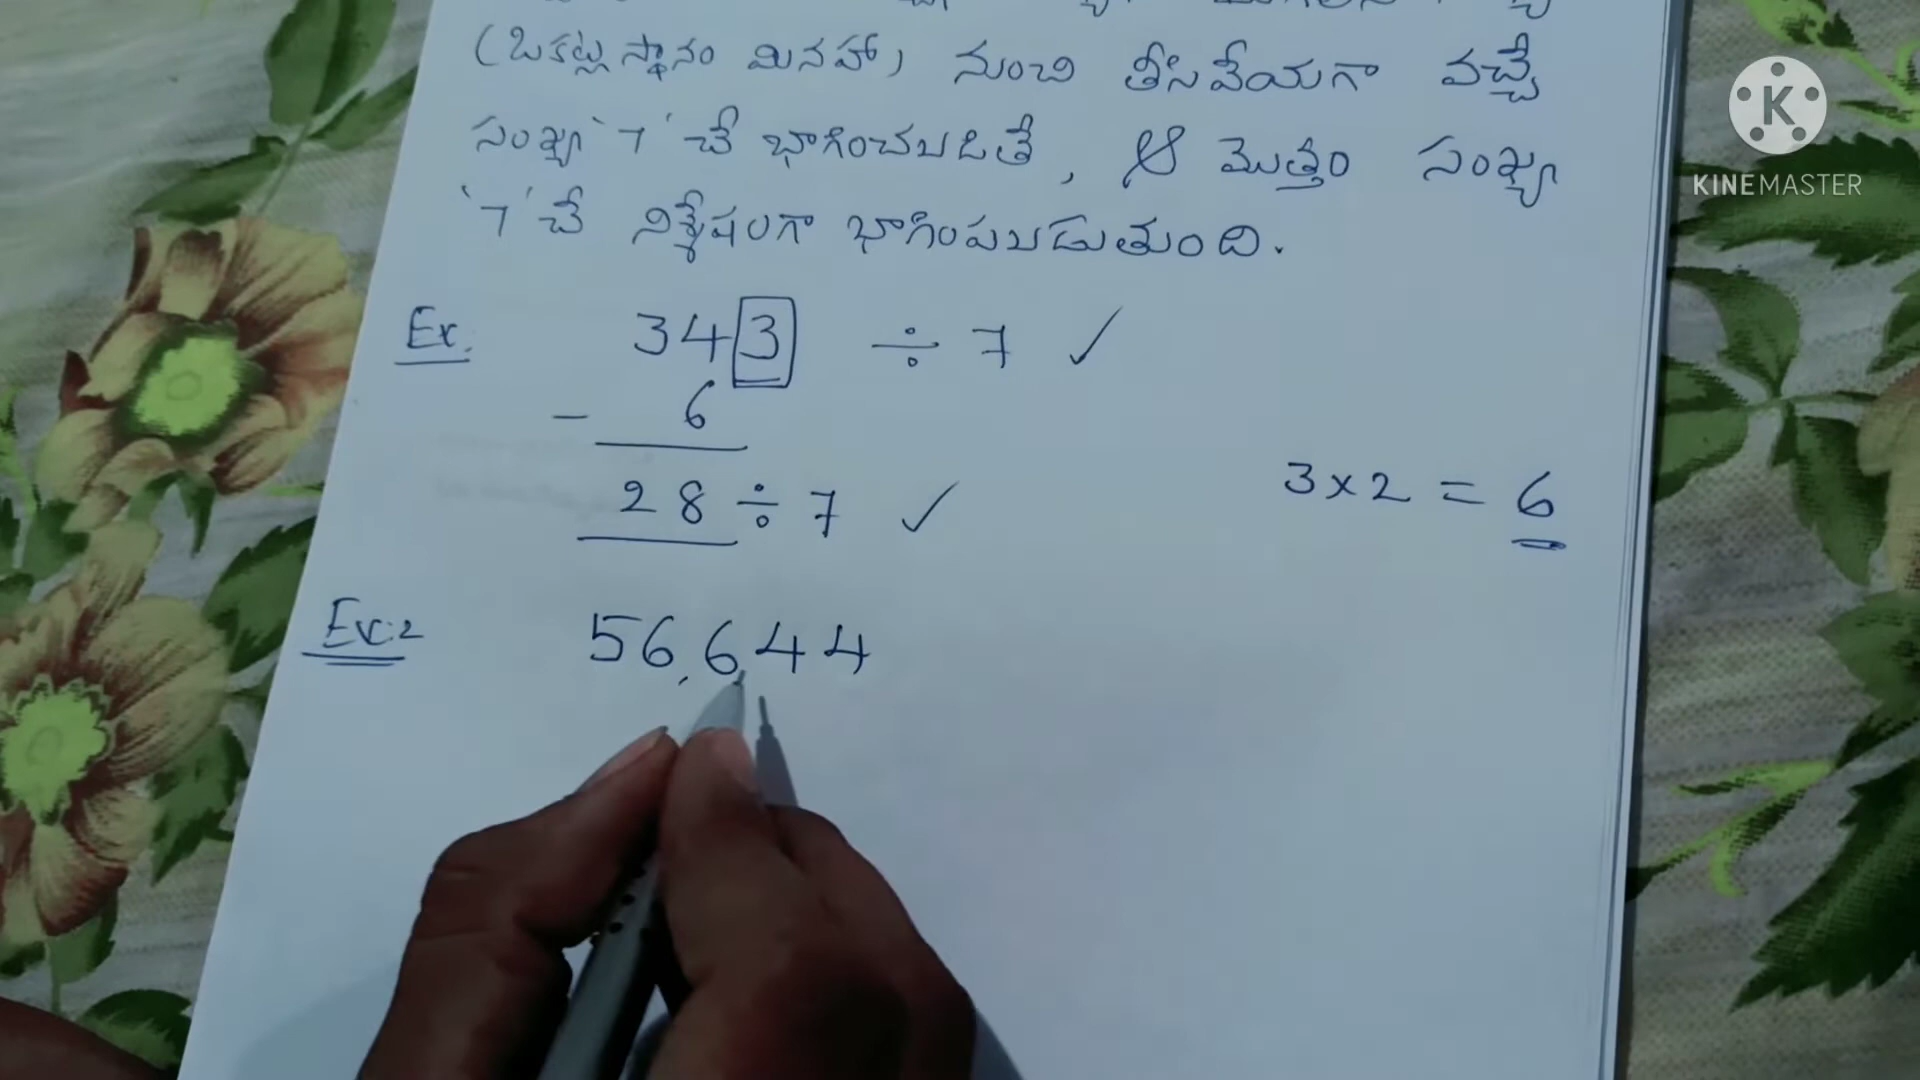 (ఒకట్ల స్థానం మినహా) నుంచి తీసివేయగా వచ్చే
సంఖ్య '7' చే భాగించబడితే, ఆ మొత్తం సంఖ్య
'7' చే నిశ్శేషంగా భాగింపబడుతుంది.
Ex. 343 ÷ 7 ✓
- 6
28 ÷ 7 ✓
3 x 2 = 6
Ex:2 56,644
KINEMASTER